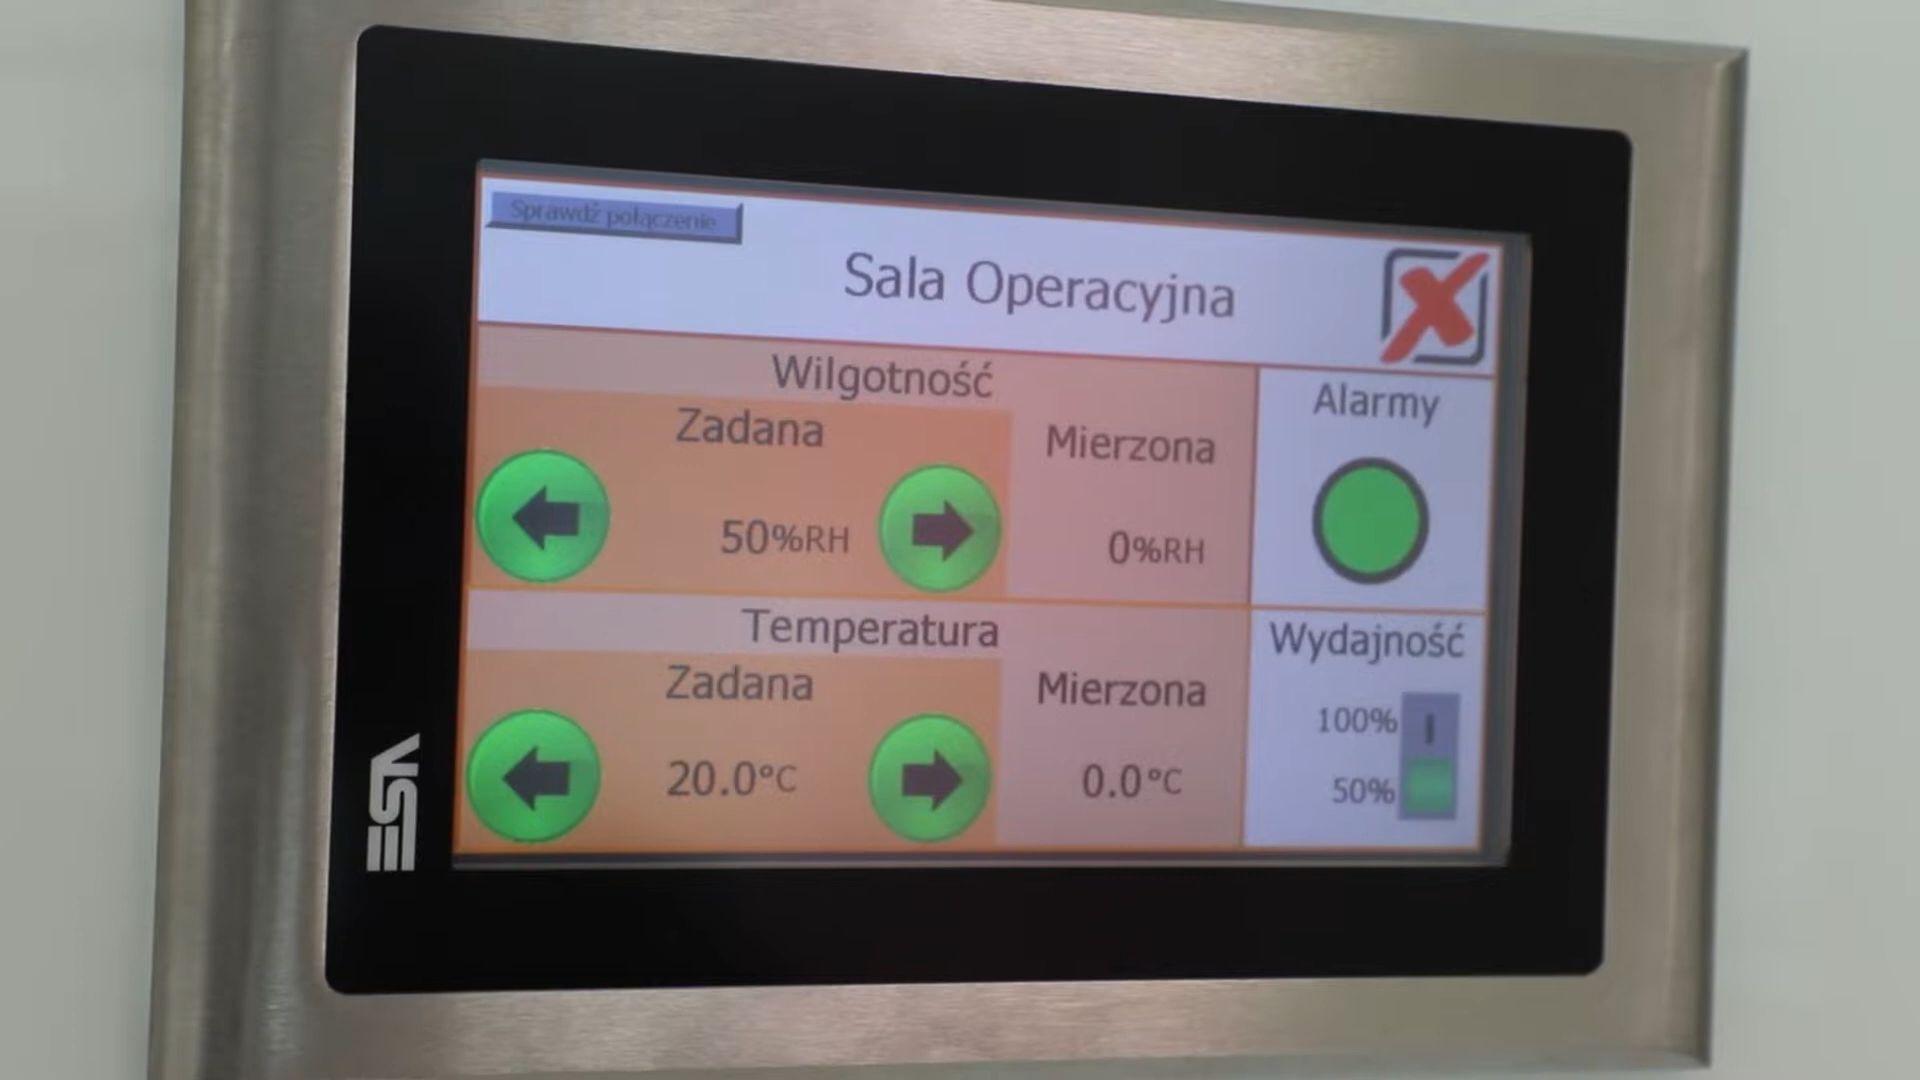 Sprawdź połączenie
Sala Operacyjna
Wilgotność
Zadana
Mierzona
50%RH
0%RH
Alarmy
Temperatura
Zadana
Mierzona
20.0°C
0.0°C
Wydajność
100%
50%